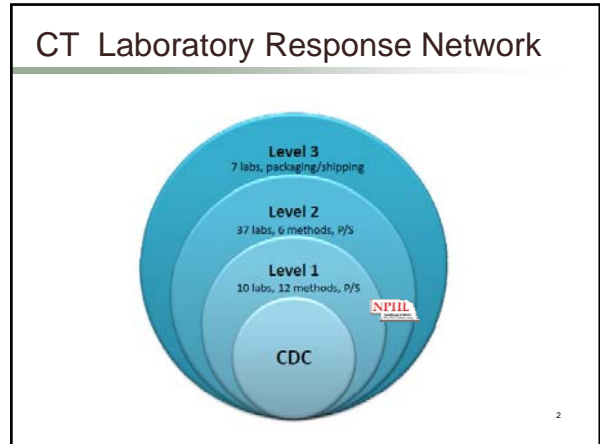 CT Laboratory Response Network
Level 3
7 labs, packaging/shipping
Level 2
37 labs, 6 methods, P/S
Level 1
10 labs, 12 methods, P/S
NPHL
CDC
2